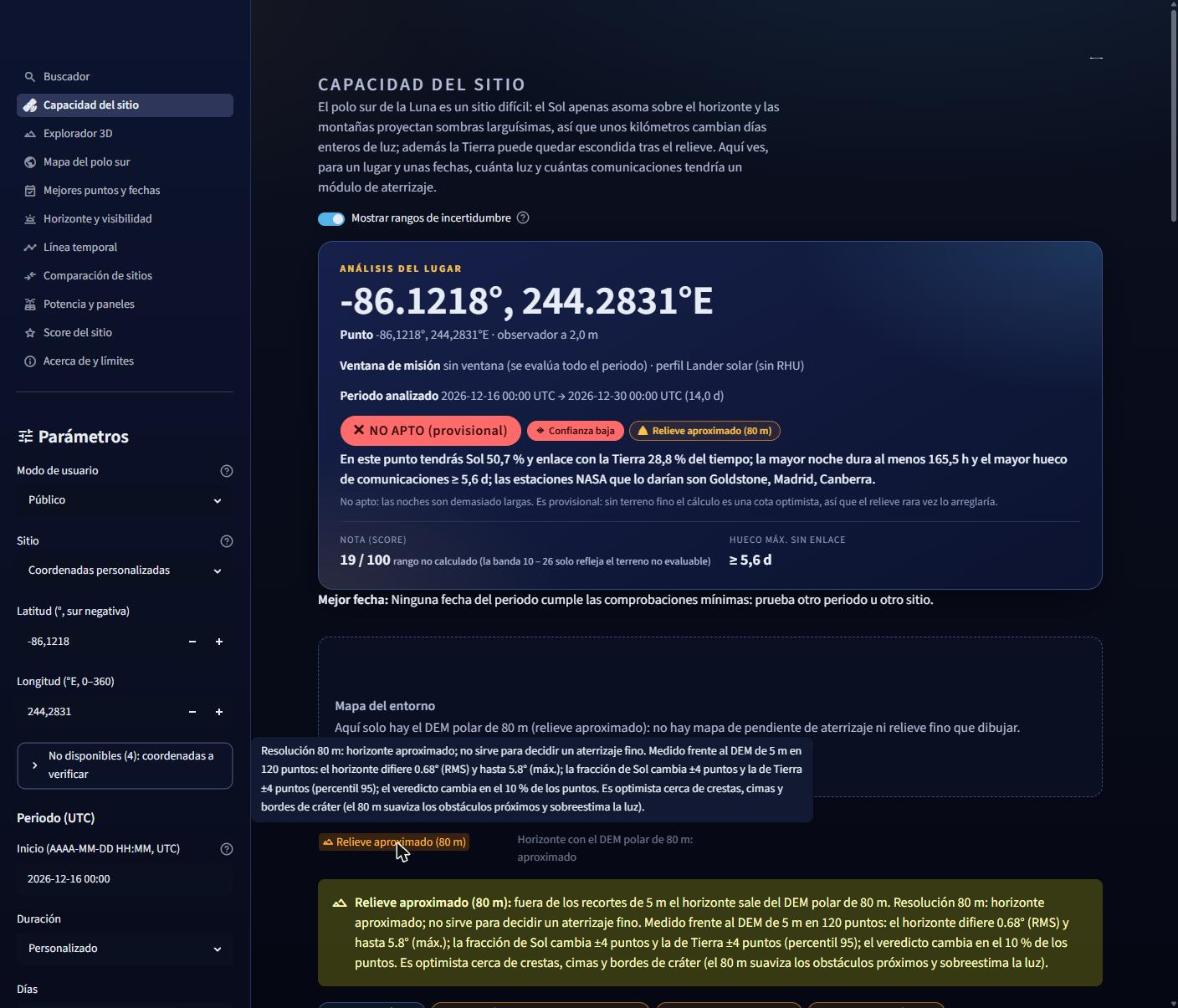 Buscador
Capacidad del sitio
Explorador 3D
Mapa del polo sur
Mejores puntos y fechas
Horizonte y visibilidad
Línea temporal
Comparación de sitios
Potencia y paneles
Score del sitio
Acerca de y límites
Parámetros
Modo de usuario
Público
Sitio
Coordenadas personalizadas
Latitud (°, sur negativa)
-86,1218
Longitud (°E, 0–360)
244,2831
No disponibles (4): coordenadas a
verificar
Periodo (UTC)
Inicio (AAAA-MM-DD HH:MM, UTC)
2026-12-16 00:00
Duración
Personalizado
Días
CAPACIDAD DEL SITIO
El polo sur de la Luna es un sitio difícil: el Sol apenas asoma sobre el horizonte y las
montañas proyectan sombras larguísimas, así que unos kilómetros cambian días
enteros de luz; además la Tierra puede quedar escondida tras el relieve. Aquí ves,
para un lugar y unas fechas, cuánta luz y cuántas comunicaciones tendría un
módulo de aterrizaje.
Mostrar rangos de incertidumbre
ANÁLISIS DEL LUGAR
-86.1218°, 244.2831°E
Punto -86,1218°, 244,2831°E · observador a 2,0 m
Ventana de misión sin ventana (se evalúa todo el periodo) · perfil Lander solar (sin RHU)
Periodo analizado 2026-12-16 00:00 UTC → 2026-12-30 00:00 UTC (14,0 d)
✕ NO APTO (provisional) Confianza baja Relieve aproximado (80 m)
En este punto tendrás Sol 50,7 % y enlace con la Tierra 28,8 % del tiempo; la mayor noche dura al menos 165,5 h y el mayor hueco
de comunicaciones ≥ 5,6 d; las estaciones NASA que lo darían son Goldstone, Madrid, Canberra.
No apto: las noches son demasiado largas. Es provisional: sin terreno fino el cálculo es una cota optimista, así que el relieve rara vez lo arreglaría.
NOTA (SCORE)
19 / 100 rango no calculado (la banda 10 – 26 solo refleja el terreno no evaluable)
HUECO MÁX. SIN ENLACE
≥ 5,6 d
Mejor fecha: Ninguna fecha del periodo cumple las comprobaciones mínimas: prueba otro periodo u otro sitio.
Mapa del entorno
Aquí solo hay el DEM polar de 80 m (relieve aproximado): no hay mapa de pendiente de aterrizaje ni relieve fino que dibujar.
Resolución 80 m: horizonte aproximado; no sirve para decidir un aterrizaje fino. Medido frente al DEM de 5 m en
120 puntos: el horizonte difiere 0.68° (RMS) y hasta 5.8° (máx.); la fracción de Sol cambia ±4 puntos y la de Tierra
±4 puntos (percentil 95); el veredicto cambia en el 10 % de los puntos. Es optimista cerca de crestas, cimas y
bordes de cráter (el 80 m suaviza los obstáculos próximos y sobreestima la luz).
Relieve aproximado (80 m)
Horizonte con el DEM polar de 80 m:
aproximado
Relieve aproximado (80 m): fuera de los recortes de 5 m el horizonte sale del DEM polar de 80 m. Resolución 80 m: horizonte
aproximado; no sirve para decidir un aterrizaje fino. Medido frente al DEM de 5 m en 120 puntos: el horizonte difiere 0.68° (RMS) y
hasta 5.8° (máx.); la fracción de Sol cambia ±4 puntos y la de Tierra ±4 puntos (percentil 95); el veredicto cambia en el 10 % de los
puntos. Es optimista cerca de crestas, cimas y bordes de cráter (el 80 m suaviza los obstáculos próximos y sobreestima la luz).